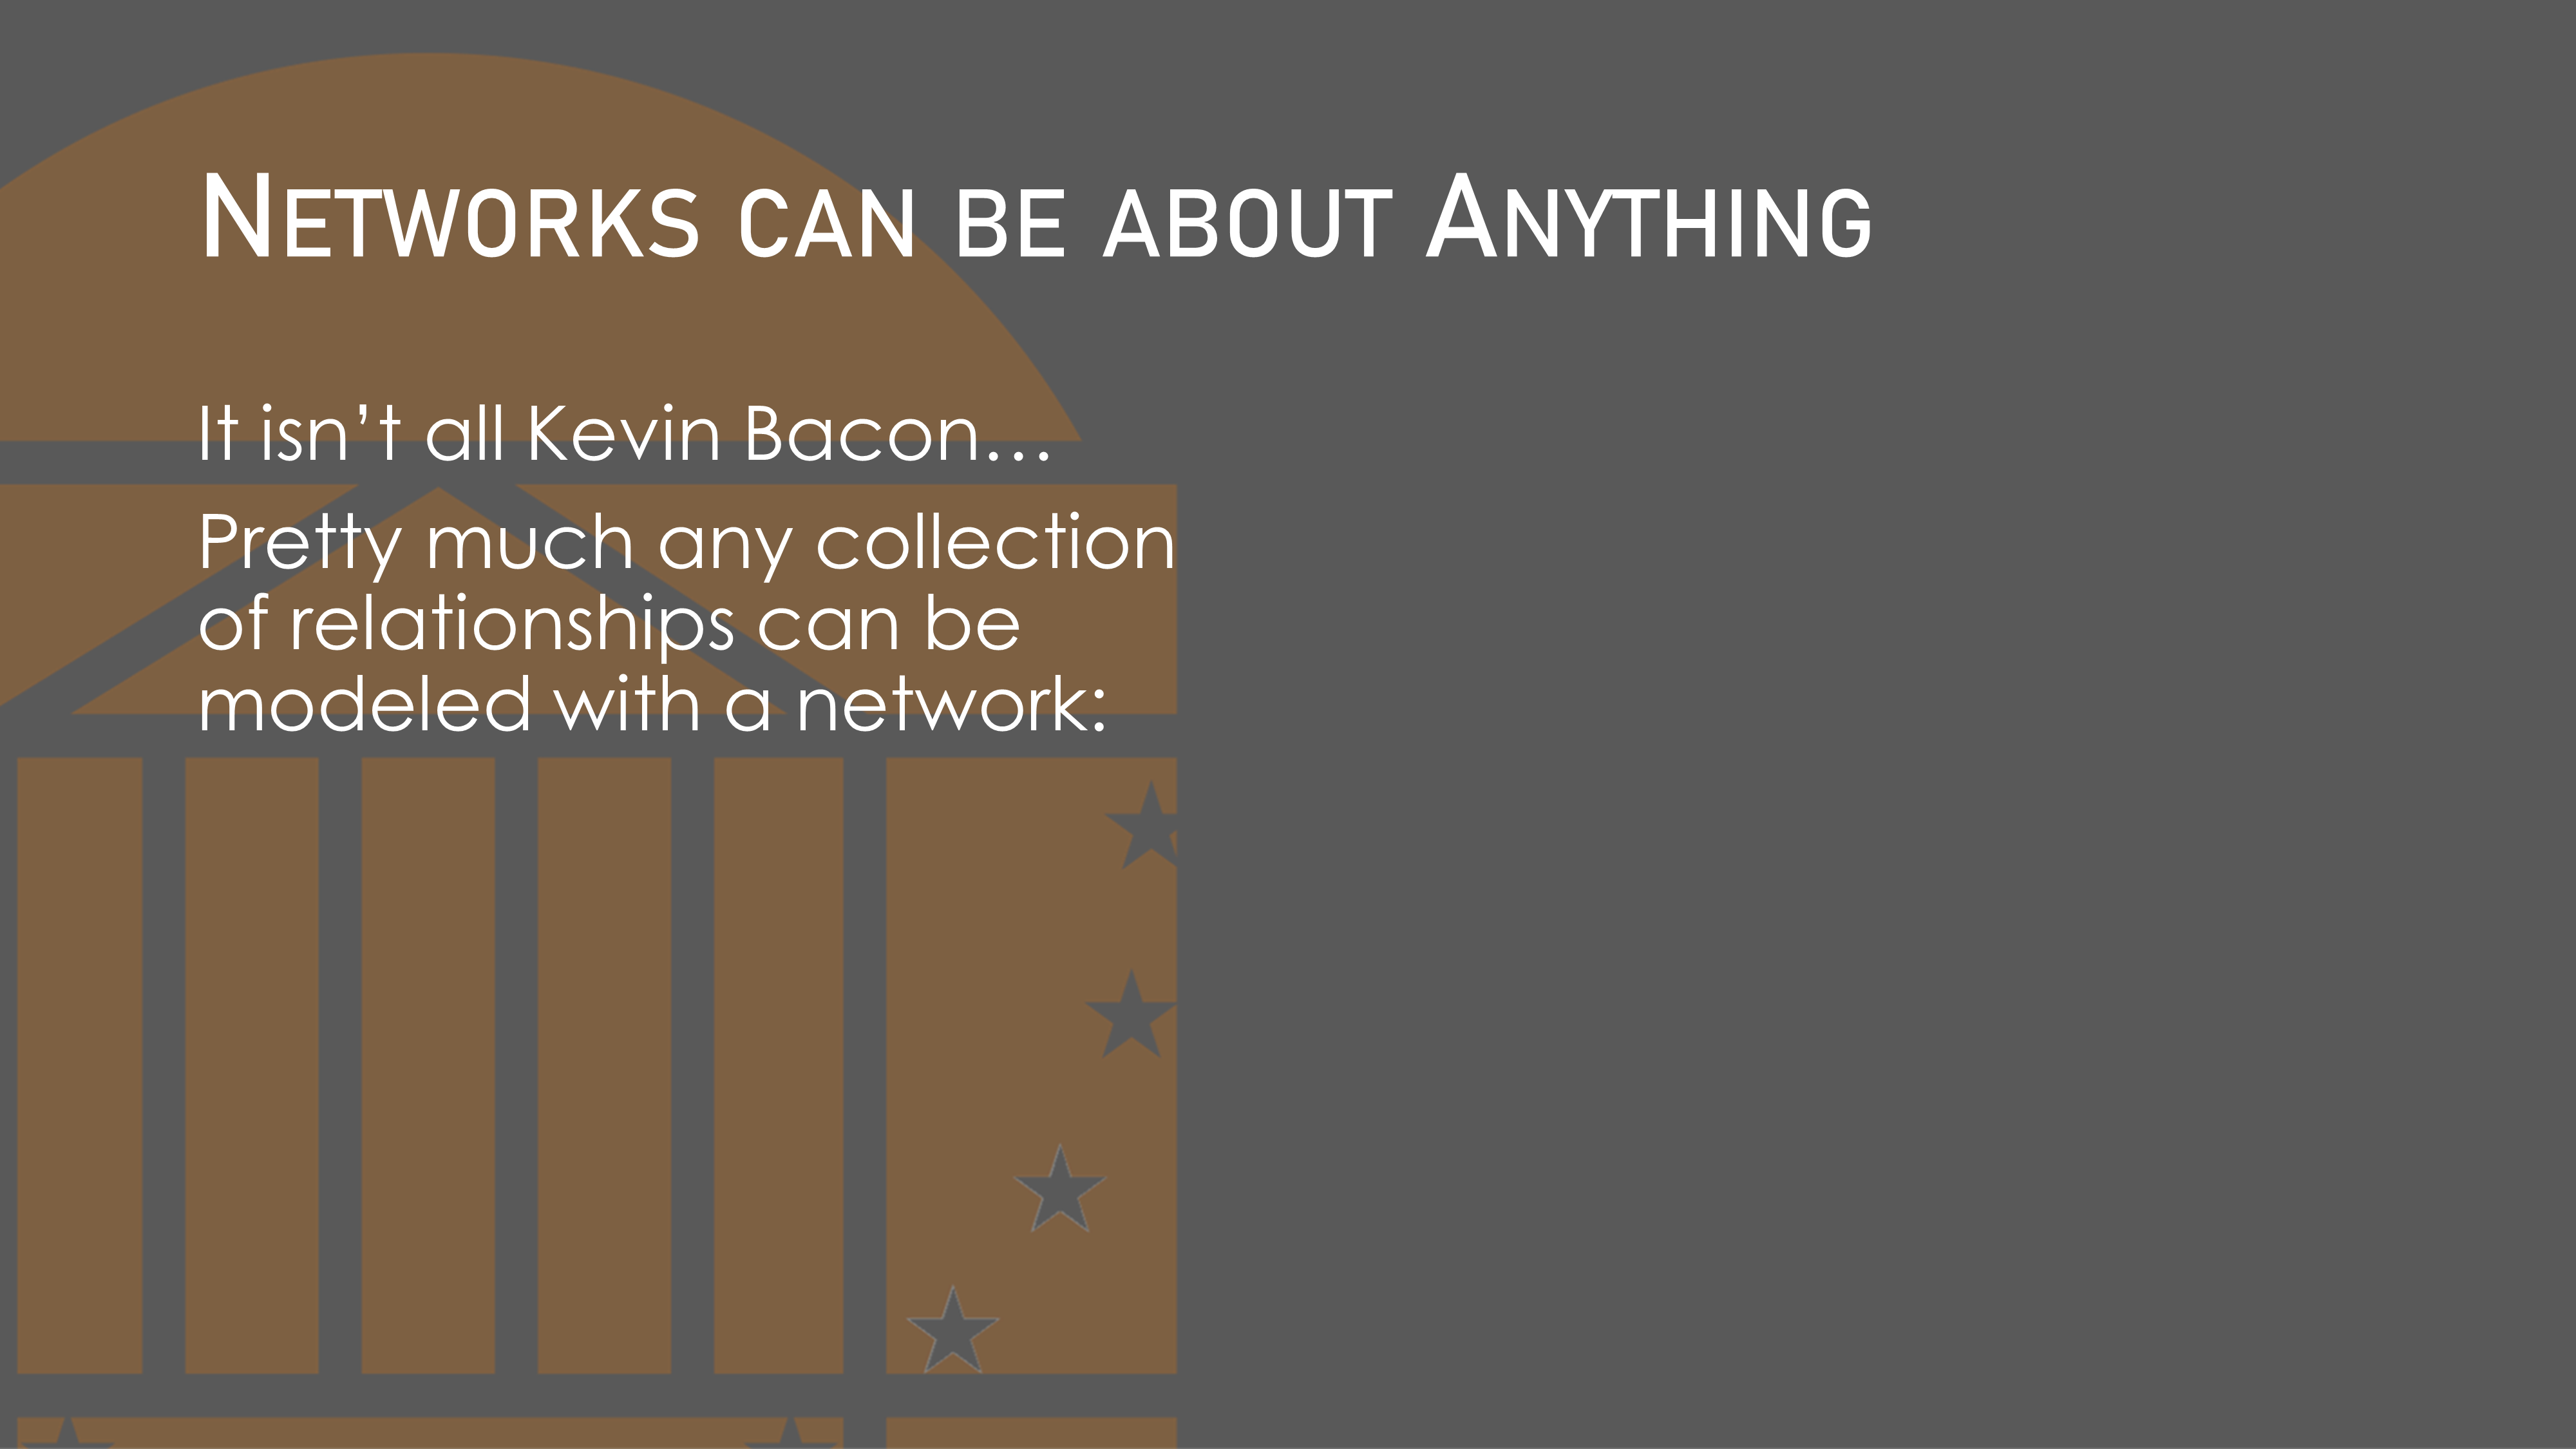 Networks can be about Anything
It isn’t all Kevin Bacon…
Pretty much any collection
of relationships can be
modeled with a network: